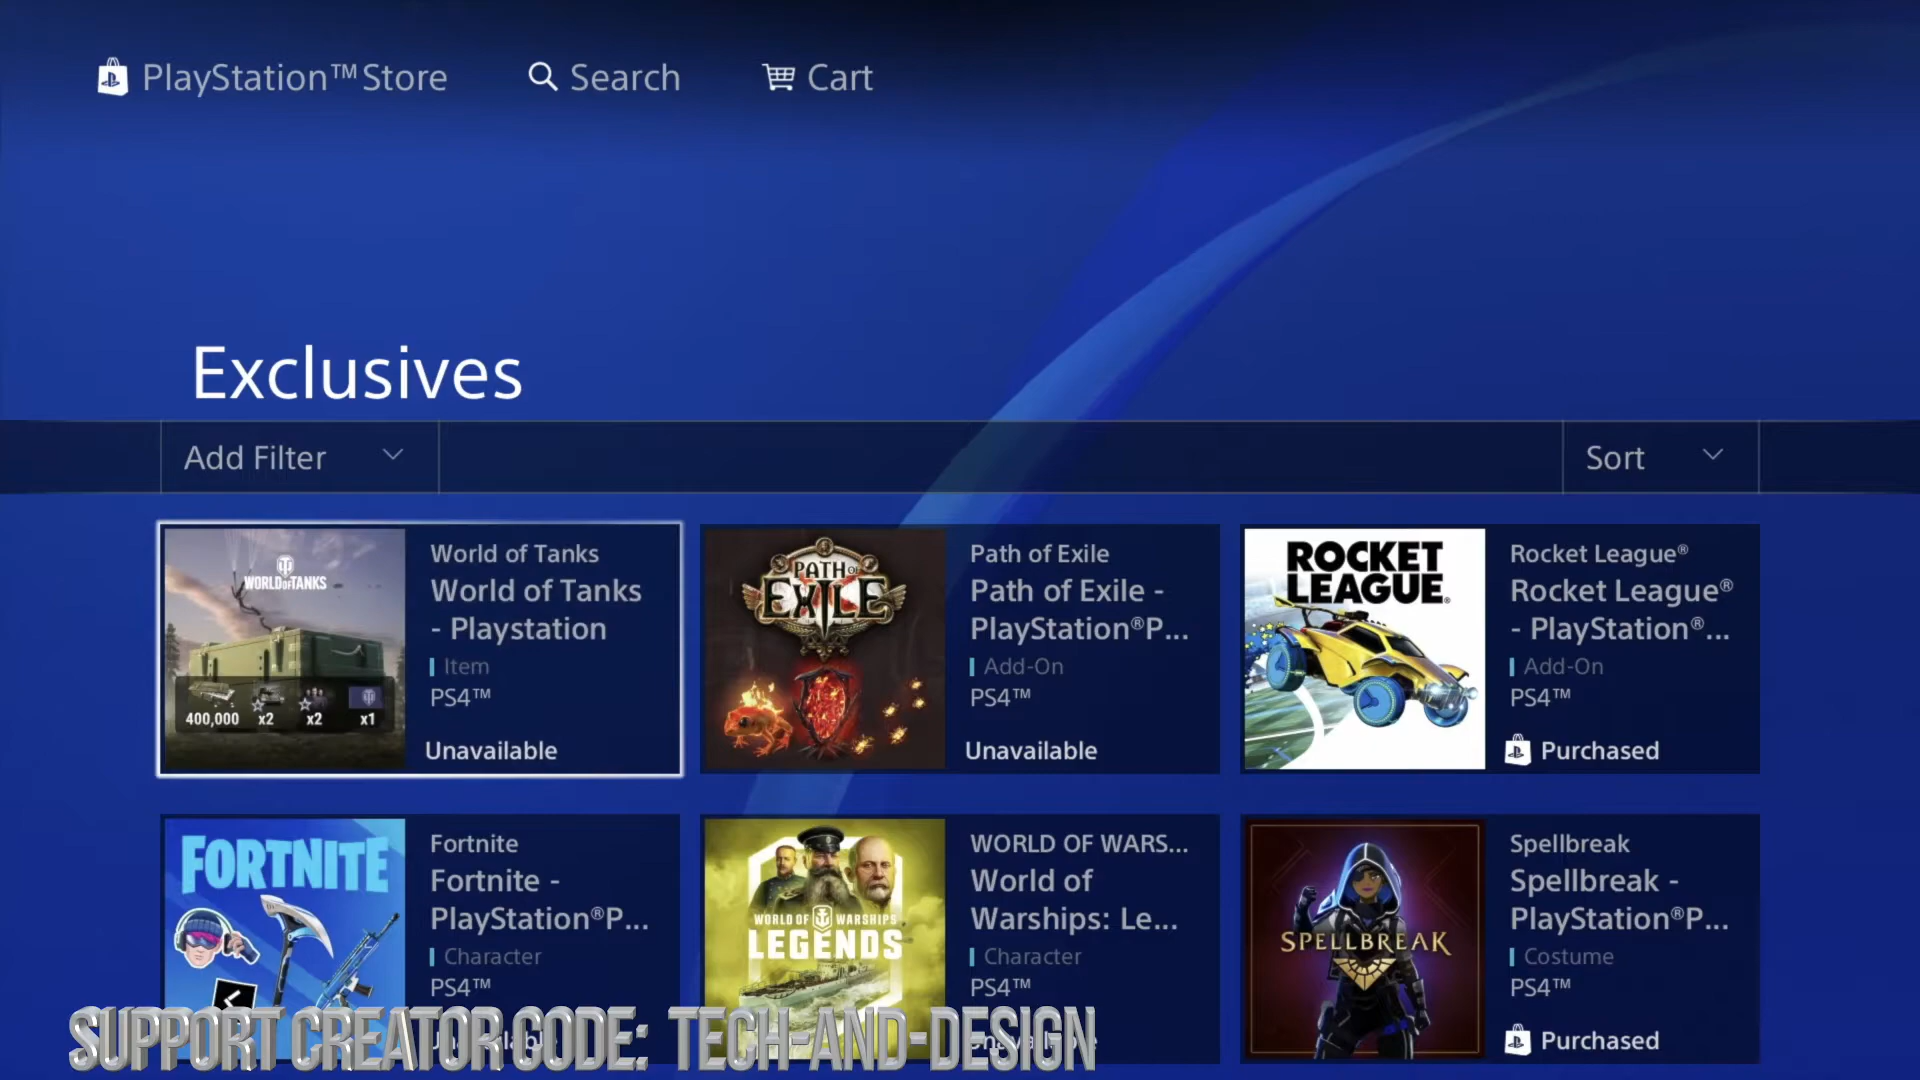 PlayStation™Store
Search
Cart
Exclusives
Add Filter
Sort
WORLD OF TANKS
400,000 x2 x2 x1
World of Tanks
World of Tanks
- Playstation
Item
PS4™
Unavailable
PATH OF
EXILE
Path of Exile
Path of Exile -
PlayStation®P...
Add-On
PS4™
Unavailable
ROCKET
LEAGUE®
Rocket League®
Rocket League®
- PlayStation®...
Add-On
PS4™
Purchased
FORTNITE
Fortnite
Fortnite -
PlayStation®P...
Character
PS4™
WORLD OF WARSHIPS
LEGENDS
WORLD OF WARS...
World of
Warships: Le...
Character
PS4™
SPELLBREAK
Spellbreak
Spellbreak -
PlayStation®P...
Costume
PS4™
Purchased
SUPPORT CREATOR CODE: TECH-AND-DESIGN